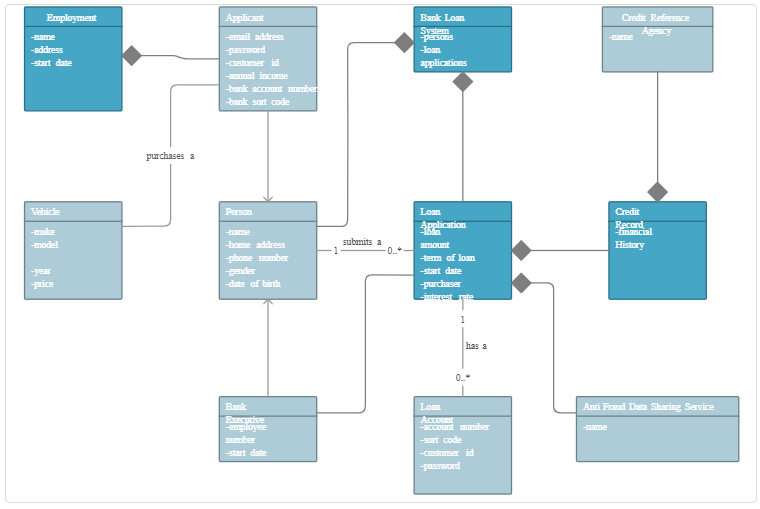 Employment
-name
-address
-start date
Applicant
-email address
-password
-customer id
-annual income
-bank account number
-bank sort code
Bank Loan
System
-persons
-loan
applications
Credit Reference
Agency
-name
purchases a
Vehicle
-make
-model
-year
-price
Person
-name
-home address
-phone number
-gender
-date of birth
submits a
1
0..*
Loan
Application
-loan
amount
-term of loan
-start date
-purchaser
-interest rate
Credit
Record
-financial
History
1
has a
0..*
Bank
Executive
-employee
number
-start date
Loan
Account
-account number
-sort code
-customer id
-password
Anti Fraud Data Sharing Service
-name